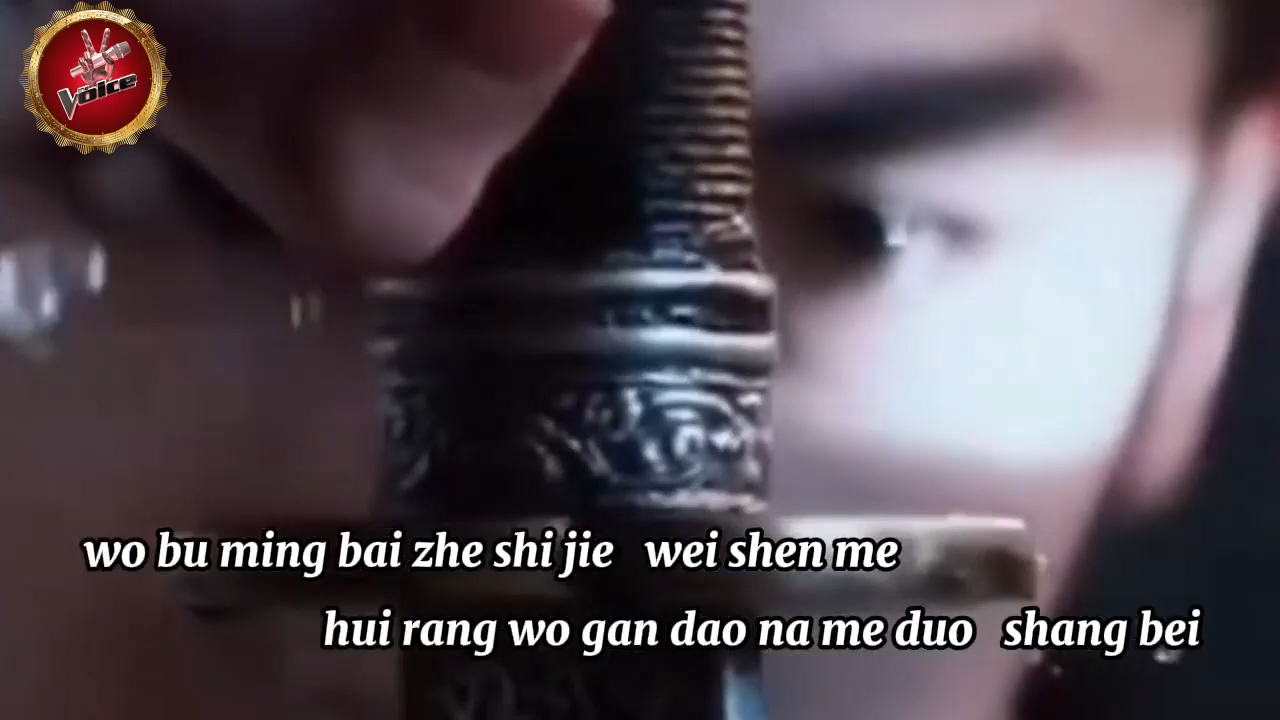 The Voice
wo bu ming bai zhe shi jie wei shen me
hui rang wo gan dao na me duo shang bei